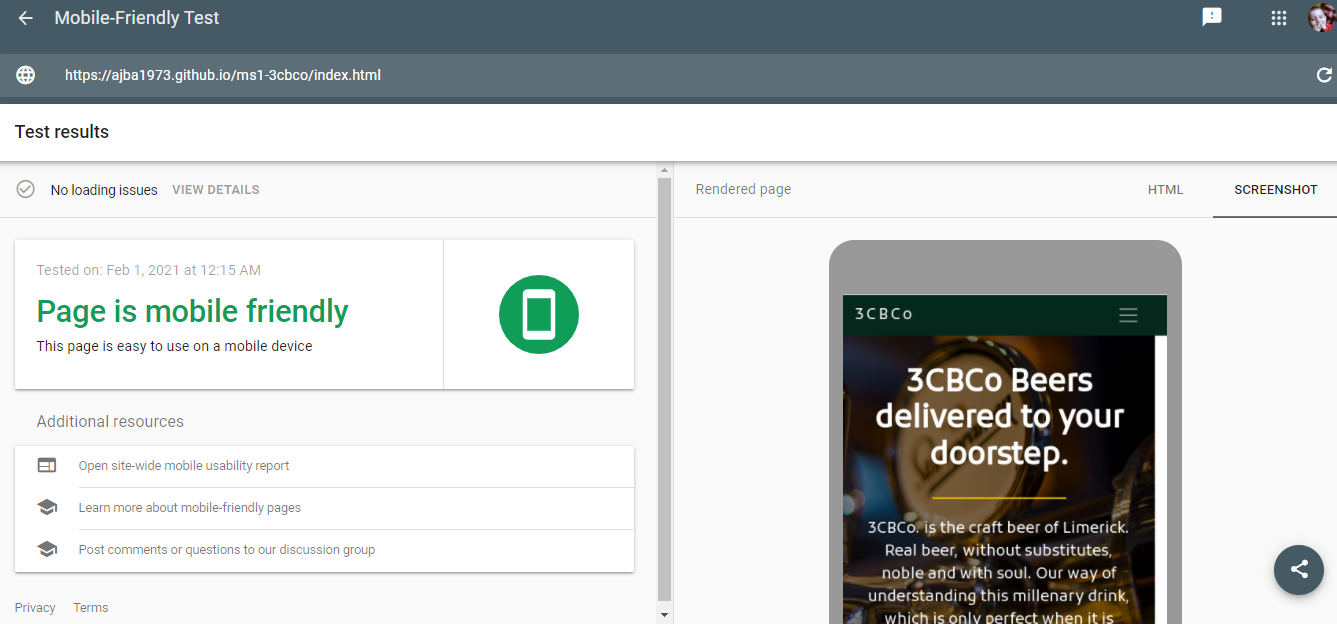 Mobile-Friendly Test
https://ajba1973.github.io/ms1-3cbco/index.html
Test results
No loading issues VIEW DETAILS
Tested on: Feb 1, 2021 at 12:15 AM
Page is mobile friendly
This page is easy to use on a mobile device
Additional resources
Open site-wide mobile usability report
Learn more about mobile-friendly pages
Post comments or questions to our discussion group
Privacy Terms
Rendered page HTML SCREENSHOT
3CBCo
3CBCo Beers
delivered to your
doorstep.
3CBCo. is the craft beer of Limerick.
Real beer, without substitutes,
noble and with soul. Our way of
understanding this millenary drink,
which is only perfect when it is